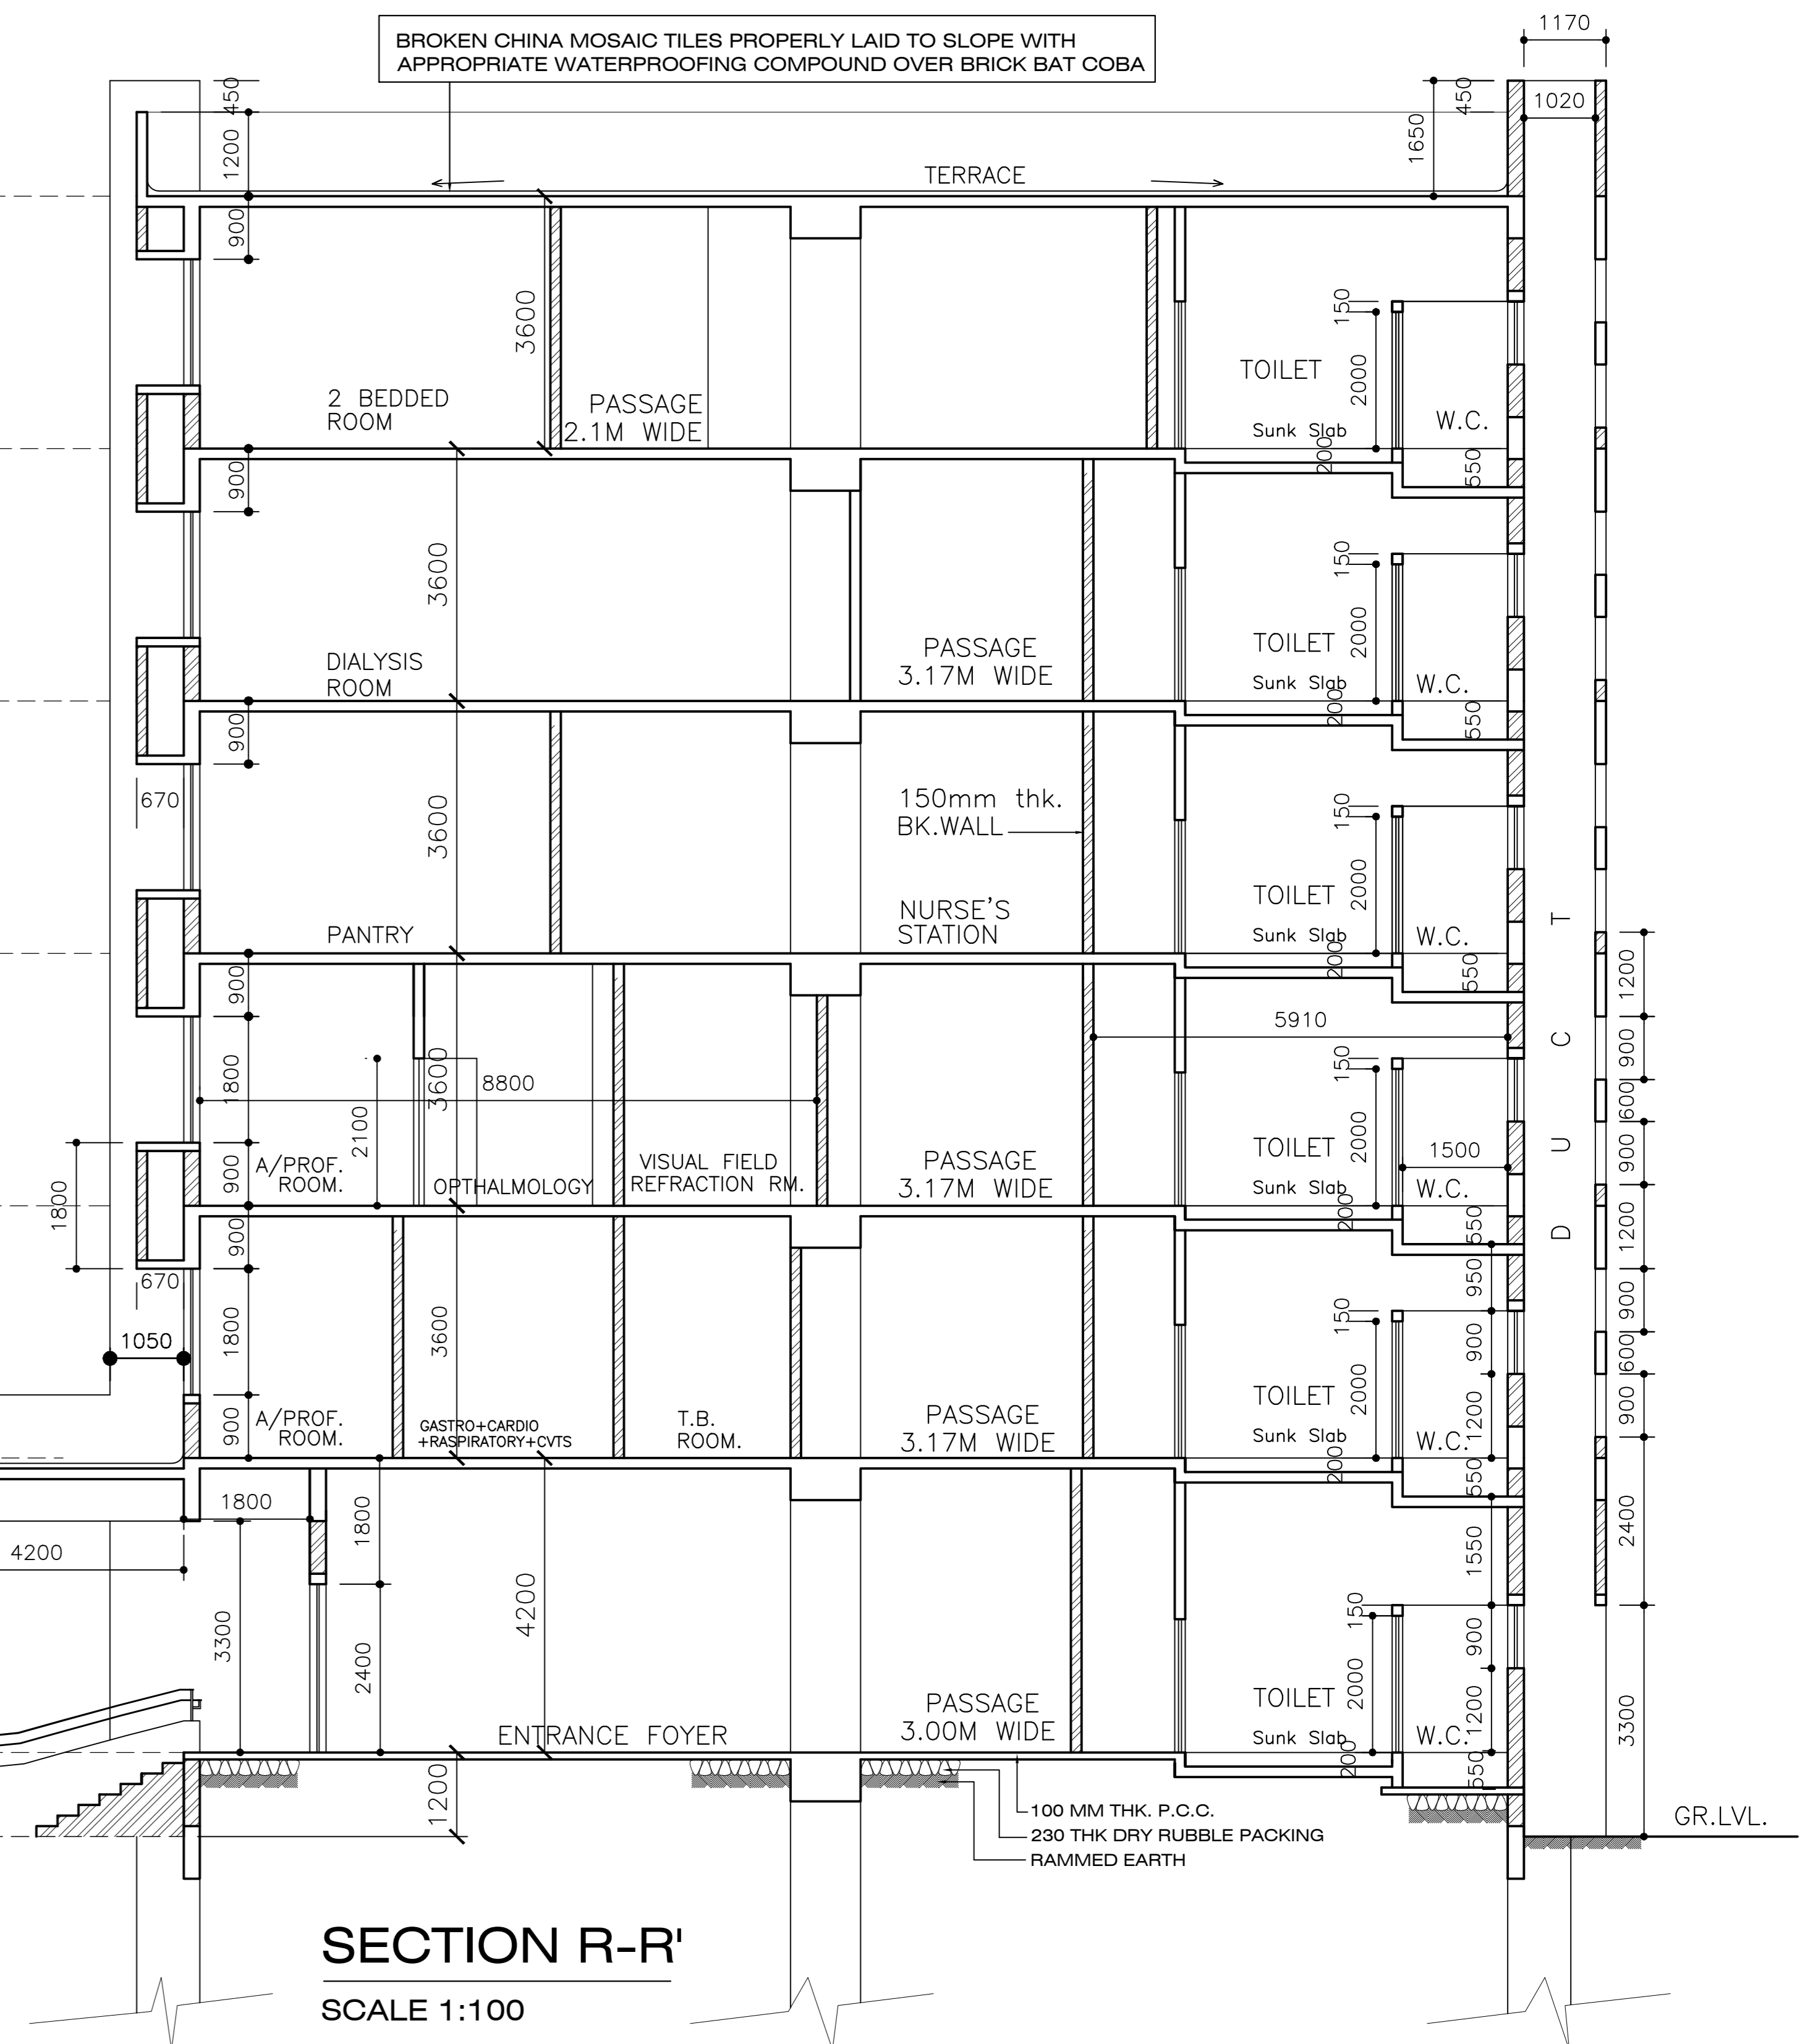 BROKEN CHINA MOSAIC TILES PROPERLY LAID TO SLOPE WITH
APPROPRIATE WATERPROOFING COMPOUND OVER BRICK BAT COBA
1170
1020
450
1200
900
450
1650
TERRACE
3600
2 BEDDED
ROOM
PASSAGE
2.1M WIDE
TOILET
Sunk Slab
150
2000
200
W.C.
550
900
3600
DIALYSIS
ROOM
PASSAGE
3.17M WIDE
TOILET
Sunk Slab
150
2000
200
W.C.
550
900
670
3600
PANTRY
150mm thk.
BK.WALL
NURSE'S
STATION
TOILET
Sunk Slab
150
2000
200
W.C.
550
DUCT
900
1800
900
1800
2100
3600
8800
5910
A/PROF.
ROOM.
OPTHALMOLOGY
VISUAL FIELD
REFRACTION RM.
PASSAGE
3.17M WIDE
TOILET
Sunk Slab
150
2000
200
1500
W.C.
550
1200
900
600
900
1200
900
670
1050
1800
900
3600
A/PROF.
ROOM.
GASTRO+CARDIO
+RASPIRATORY+CVTS
T.B.
ROOM.
PASSAGE
3.17M WIDE
TOILET
Sunk Slab
150
2000
200
W.C.
950
900
1200
550
900
600
900
2400
4200
1800
3300
1800
2400
4200
ENTRANCE FOYER
PASSAGE
3.00M WIDE
TOILET
Sunk Slab
150
2000
200
W.C.
1550
900
1200
550
3300
1200
100 MM THK. P.C.C.
230 THK DRY RUBBLE PACKING
RAMMED EARTH
GR.LVL.
SECTION R-R'
SCALE 1:100